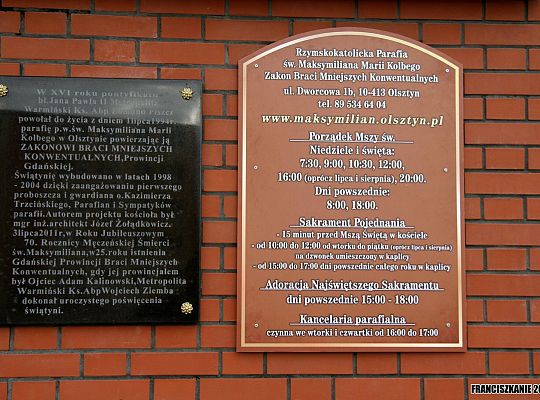 W XVI roku pontyfikatu
bł.Jana Pawła II Metropolita
Warmiński Ks. Abp Edmund Piszcz
powołał do życia z dniem 1lipca1994r.
parafię p.w.św. Maksymiliana Marii
Kolbego w Olsztynie powierzając ją
ZAKONOWI BRACI MNIEJSZYCH
KONWENTUALNYCH,Prowincji
Gdańskiej.
Świątynię wybudowano w latach 1998
- 2004 dzięki zaangażowaniu pierwszego
proboszcza i gwardiana o.Kazimierza
Trzcińskiego, Parafian i Sympatyków
parafii.Autorem projektu kościoła był
mgr inż.architekt Józef Żołądkowicz.
3lipca2011r,w Roku Jubileuszowym
70. Rocznicy Męczeńskiej Śmierci
św.Maksymiliana,w25.roku istnienia
Gdańskiej Prowincji Braci Mniejszych
Konwentualnych, gdy jej prowincjałem
był Ojciec Adam Kalinowski,Metropolita
Warmiński Ks.AbpWojciech Ziemba
dokonał uroczystego poświęcenia
świątyni.
Rzymskokatolicka Parafia
św. Maksymiliana Marii Kolbego
Zakon Braci Mniejszych Konwentualnych
ul. Dworcowa 1b, 10-413 Olsztyn
tel. 89 534 64 04
www.maksymilian.olsztyn.pl
Porządek Mszy św.
Niedziele i święta:
7:30, 9:00, 10:30, 12:00,
16:00 (oprócz lipca i sierpnia), 20:00.
Dni powszednie:
8:00, 18:00.
Sakrament Pojednania
- 15 minut przed Mszą Świętą w kościele
- od 10:00 do 12:00 od wtorku do piątku (oprócz lipca i sierpnia)
na dzwonek umieszczony w kaplicy
- od 15:00 do 17:00 dni powszednie całego roku w kaplicy
Adoracja Najświętszego Sakramentu
dni powszednie 15:00 - 18:00
Kancelaria parafialna
czynna we wtorki i czwartki od 16:00 do 17:00
FRANCISZKANIE 20